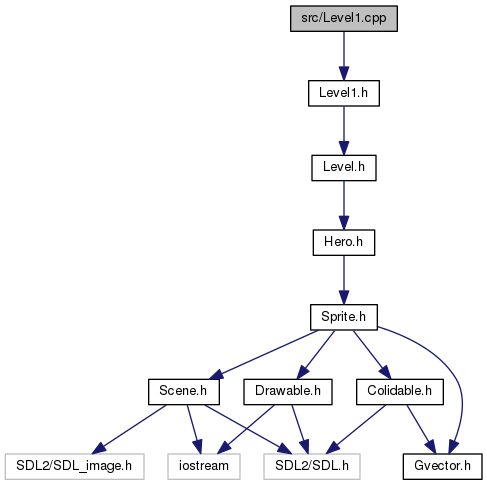 src/Level1.cpp
Level1.h
Level.h
Hero.h
Sprite.h
Scene.h
Drawable.h
Colidable.h
SDL2/SDL_image.h
iostream
SDL2/SDL.h
Gvector.h